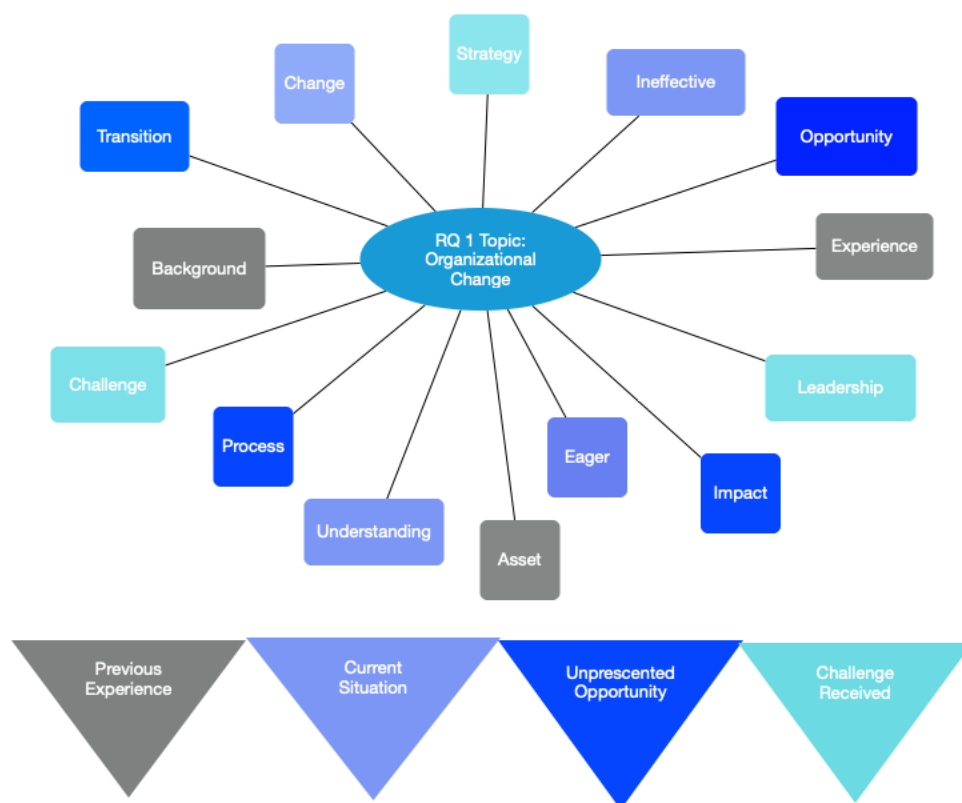 Strategy
Change
Ineffective
Transition
Opportunity
RQ 1 Topic:
Organizational
Change
Experience
Background
Challenge
Leadership
Process
Eager
Impact
Understanding
Asset
Previous
Experience
Current
Situation
Unprescented
Opportunity
Challenge
Received